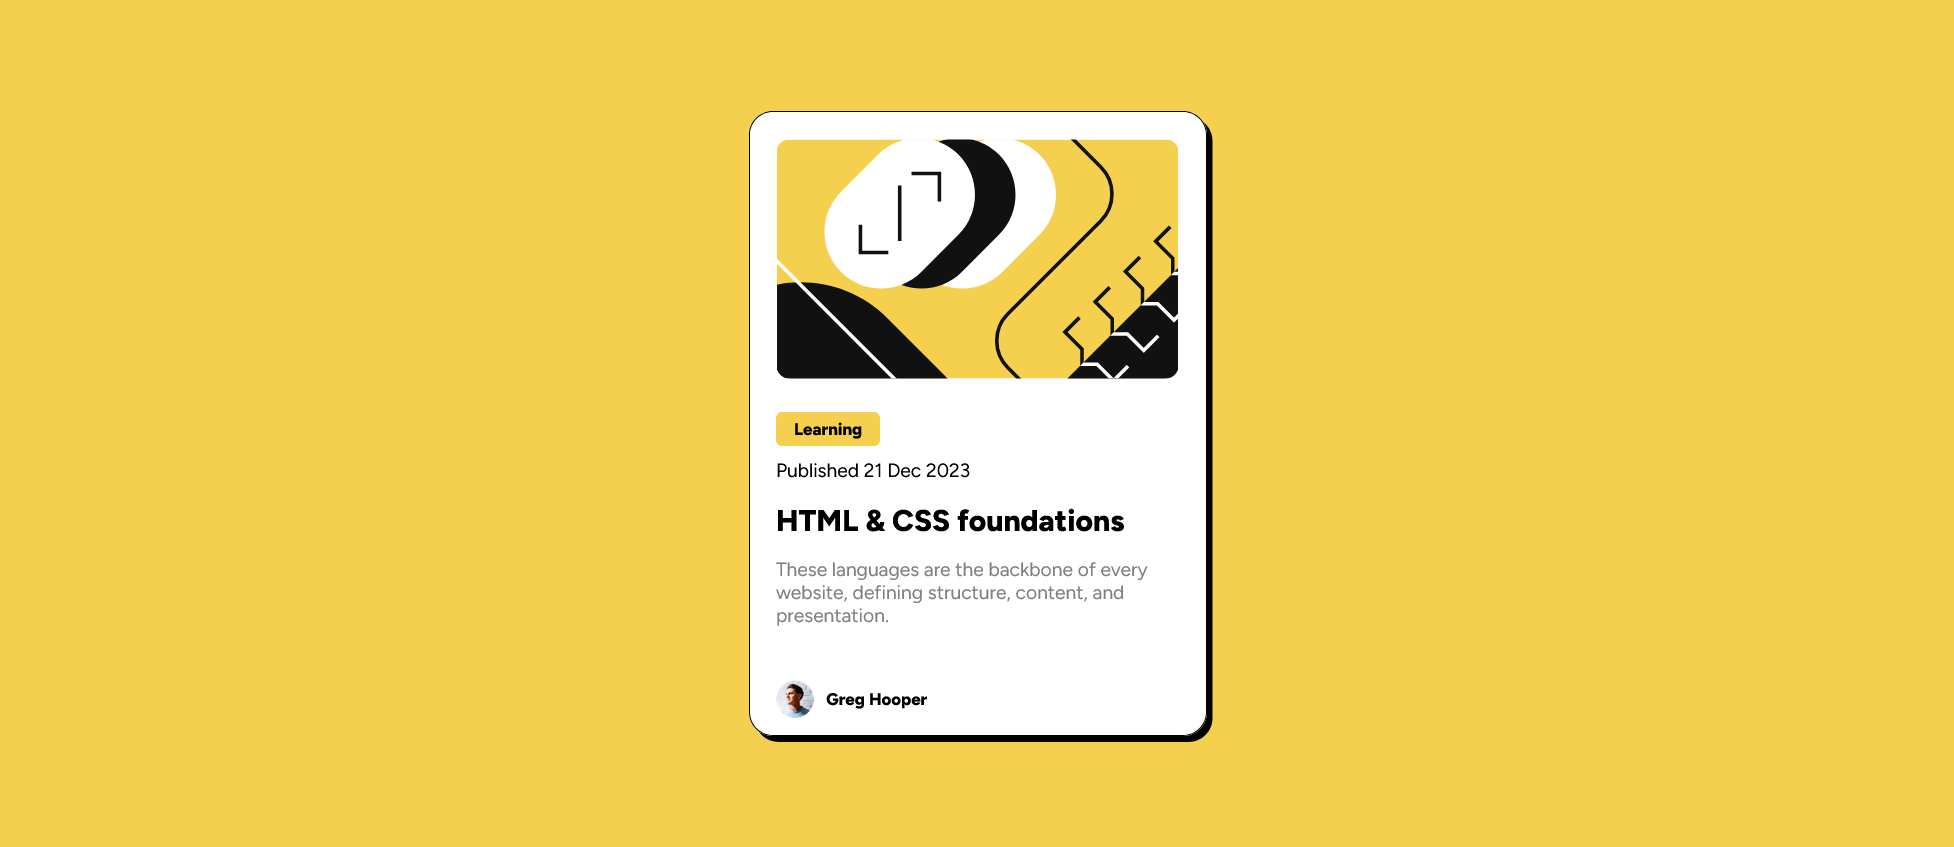 Learning
Published 21 Dec 2023
HTML & CSS foundations
These languages are the backbone of every
website, defining structure, content, and
presentation.
Greg Hooper